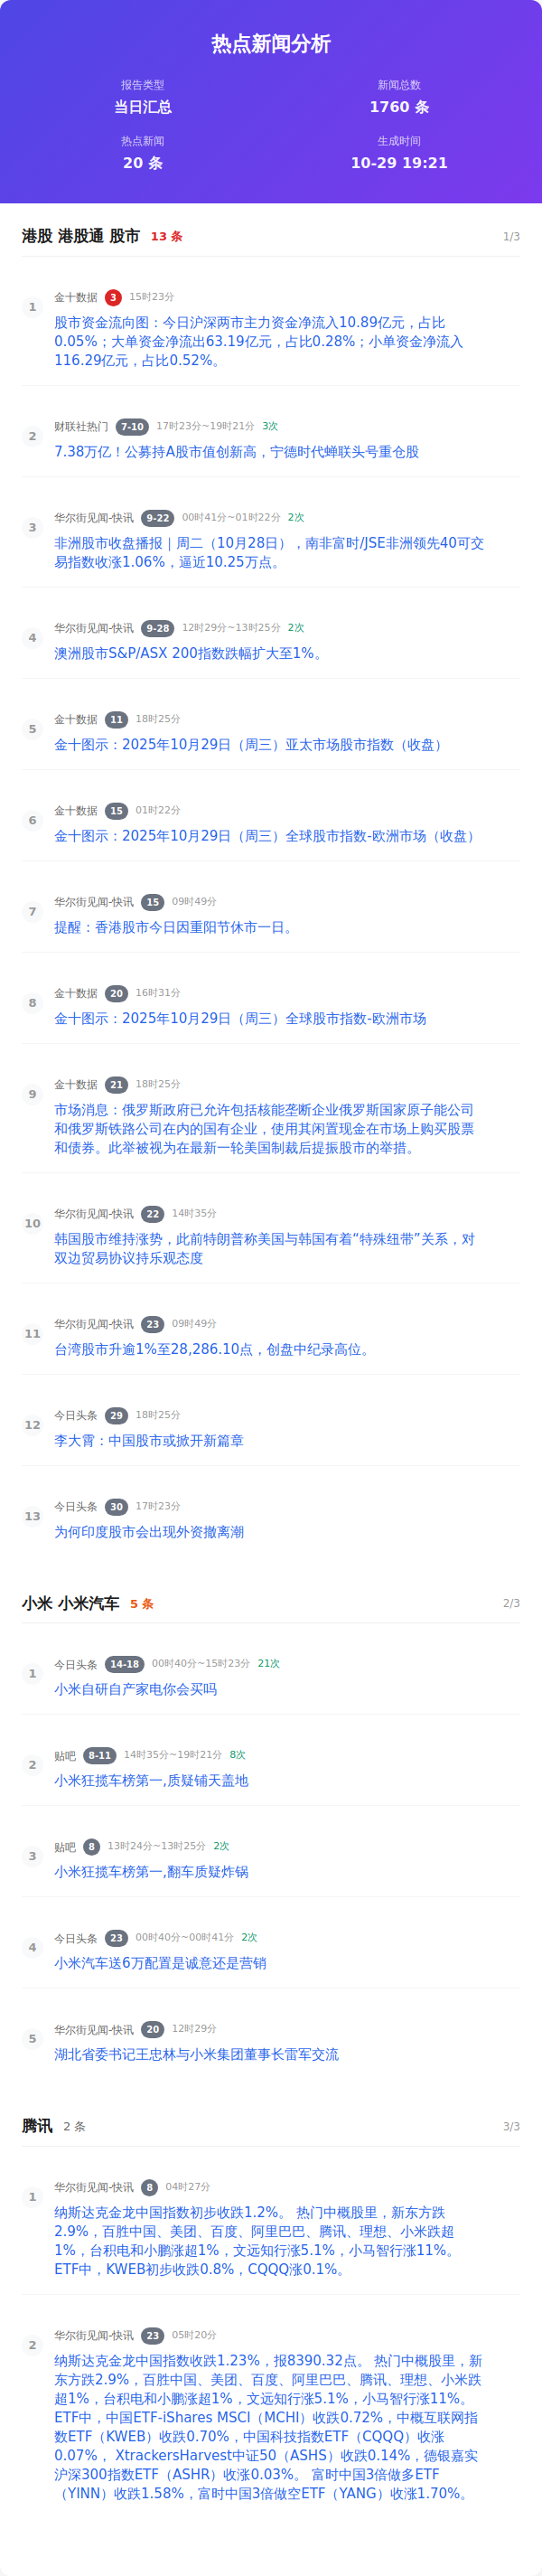 热点新闻分析
报告类型
当日汇总
新闻总数
1760 条
热点新闻
20 条
生成时间
10-29 19:21
港股 港股通 股市 13 条 1/3
1
金十数据 3 15时23分
股市资金流向图：今日沪深两市主力资金净流入10.89亿元，占比
0.05%；大单资金净流出63.19亿元，占比0.28%；小单资金净流入
116.29亿元，占比0.52%。
2
财联社热门 7-10 17时23分~19时21分 3次
7.38万亿！公募持A股市值创新高，宁德时代蝉联头号重仓股
3
华尔街见闻-快讯 9-22 00时41分~01时22分 2次
非洲股市收盘播报｜周二（10月28日），南非富时/JSE非洲领先40可交
易指数收涨1.06%，逼近10.25万点。
4
华尔街见闻-快讯 9-28 12时29分~13时25分 2次
澳洲股市S&P/ASX 200指数跌幅扩大至1%。
5
金十数据 11 18时25分
金十图示：2025年10月29日（周三）亚太市场股市指数（收盘）
6
金十数据 15 01时22分
金十图示：2025年10月29日（周三）全球股市指数-欧洲市场（收盘）
7
华尔街见闻-快讯 15 09时49分
提醒：香港股市今日因重阳节休市一日。
8
金十数据 20 16时31分
金十图示：2025年10月29日（周三）全球股市指数-欧洲市场
9
金十数据 21 18时25分
市场消息：俄罗斯政府已允许包括核能垄断企业俄罗斯国家原子能公司
和俄罗斯铁路公司在内的国有企业，使用其闲置现金在市场上购买股票
和债券。此举被视为在最新一轮美国制裁后提振股市的举措。
10
华尔街见闻-快讯 22 14时35分
韩国股市维持涨势，此前特朗普称美国与韩国有着“特殊纽带”关系，对
双边贸易协议持乐观态度
11
华尔街见闻-快讯 23 09时49分
台湾股市升逾1%至28,286.10点，创盘中纪录高位。
12
今日头条 29 18时25分
李大霄：中国股市或掀开新篇章
13
今日头条 30 17时23分
为何印度股市会出现外资撤离潮
小米 小米汽车 5 条 2/3
1
今日头条 14-18 00时40分~15时23分 21次
小米自研自产家电你会买吗
2
贴吧 8-11 14时35分~19时21分 8次
小米狂揽车榜第一,质疑铺天盖地
3
贴吧 8 13时24分~13时25分 2次
小米狂揽车榜第一,翻车质疑炸锅
4
今日头条 23 00时40分~00时41分 2次
小米汽车送6万配置是诚意还是营销
5
华尔街见闻-快讯 20 12时29分
湖北省委书记王忠林与小米集团董事长雷军交流
腾讯 2 条 3/3
1
华尔街见闻-快讯 8 04时27分
纳斯达克金龙中国指数初步收跌1.2%。 热门中概股里，新东方跌
2.9%，百胜中国、美团、百度、阿里巴巴、腾讯、理想、小米跌超
1%，台积电和小鹏涨超1%，文远知行涨5.1%，小马智行涨11%。
ETF中，KWEB初步收跌0.8%，CQQQ涨0.1%。
2
华尔街见闻-快讯 23 05时20分
纳斯达克金龙中国指数收跌1.23%，报8390.32点。 热门中概股里，新
东方跌2.9%，百胜中国、美团、百度、阿里巴巴、腾讯、理想、小米跌
超1%，台积电和小鹏涨超1%，文远知行涨5.1%，小马智行涨11%。
ETF中，中国ETF-iShares MSCI（MCHI）收跌0.72%，中概互联网指
数ETF（KWEB）收跌0.70%，中国科技指数ETF（CQQQ）收涨
0.07%， XtrackersHarvest中证50（ASHS）收跌0.14%，德银嘉实
沪深300指数ETF（ASHR）收涨0.03%。 富时中国3倍做多ETF
（YINN）收跌1.58%，富时中国3倍做空ETF（YANG）收涨1.70%。